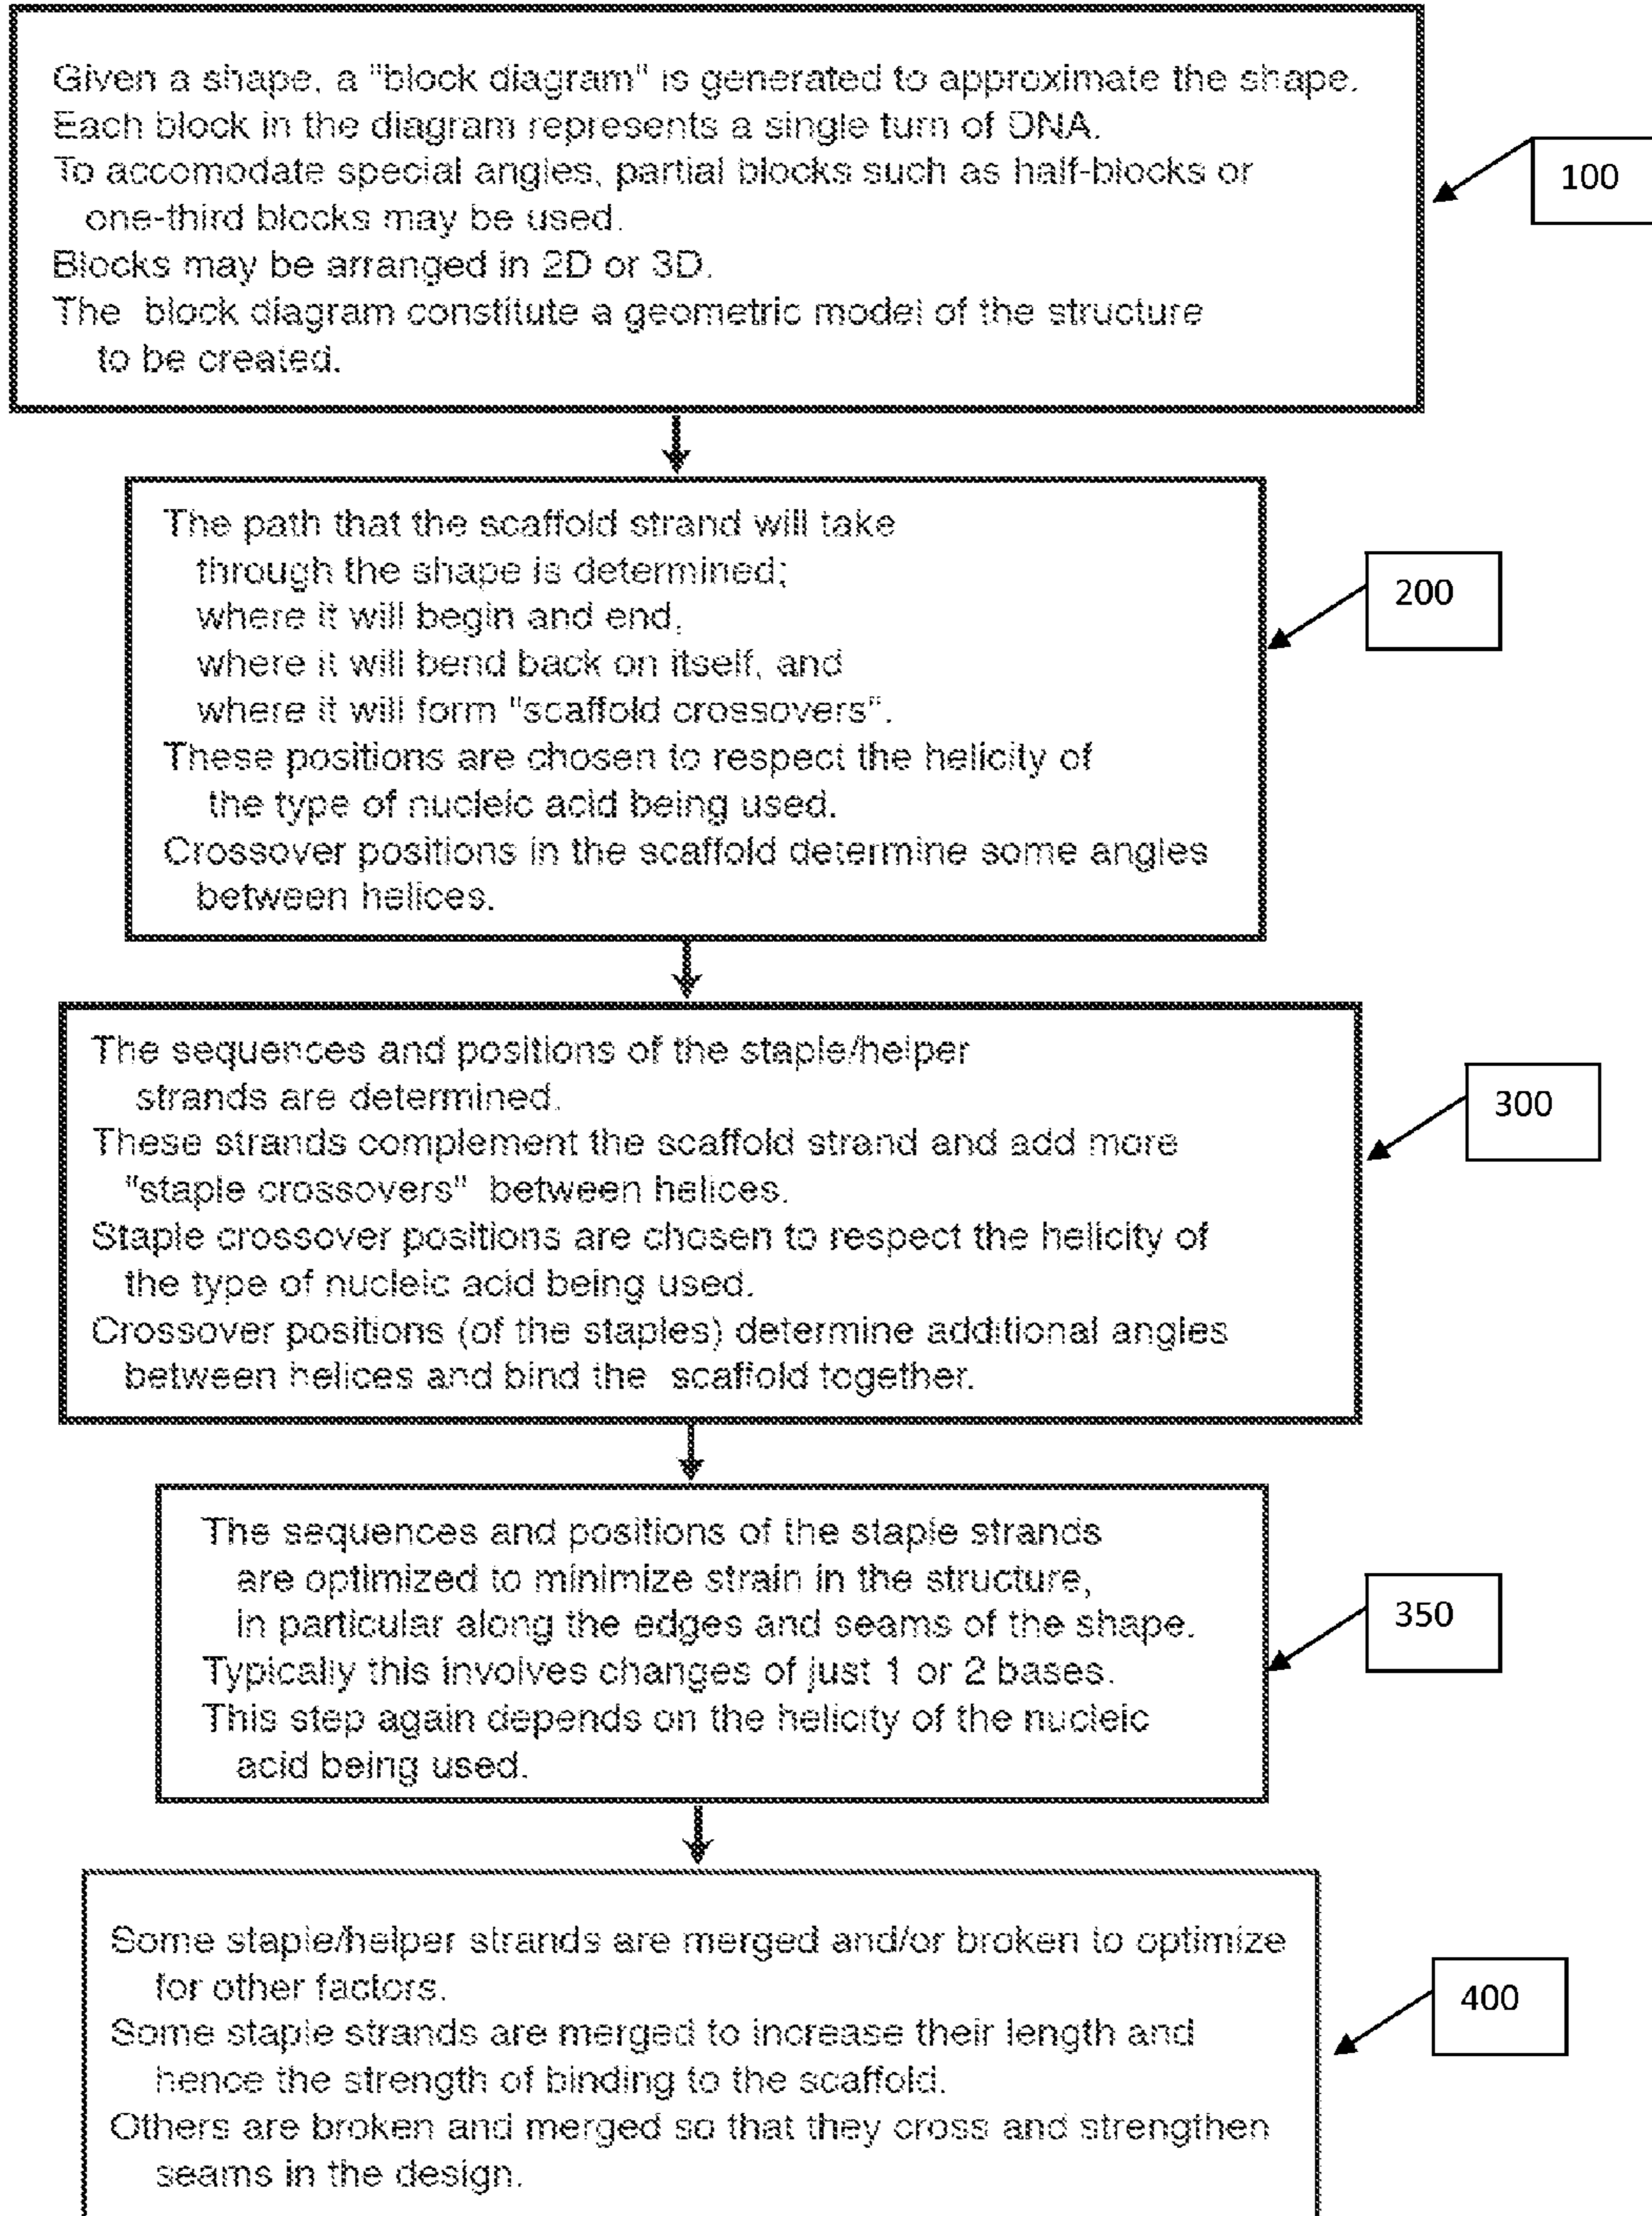 Given a shape, a "block diagram" is generated to approximate the shape.
Each block in the diagram represents a single turn of DNA.
To accomodate special angles, partial blocks such as half-blocks or
one-third blocks may be used.
Blocks may be arranged in 2D or 3D.
The block diagram constitute a geometric model of the structure
to be created.
100
The path that the scaffold strand will take
through the shape is determined;
where it will begin and end,
where it will bend back on itself, and
where it will form "scaffold crossovers".
These positions are chosen to respect the helicity of
the type of nucleic acid being used.
Crossover positions in the scaffold determine some angles
between helices.
200
The sequences and positions of the staple/helper
strands are determined.
These strands complement the scaffold strand and add more
"staple crossovers" between helices.
Staple crossover positions are chosen to respect the helicity of
the type of nucleic acid being used.
Crossover positions (of the staples) determine additional angles
between helices and bind the scaffold together.
300
The sequences and positions of the staple strands
are optimized to minimize strain in the structure,
in particular along the edges and seams of the shape.
Typically this involves changes of just 1 or 2 bases.
This step again depends on the helicity of the nucleic
acid being used.
350
Some staple/helper strands are merged and/or broken to optimize
for other factors.
Some staple strands are merged to increase their length and
hence the strength of binding to the scaffold.
Others are broken and merged so that they cross and strengthen
seams in the design.
400